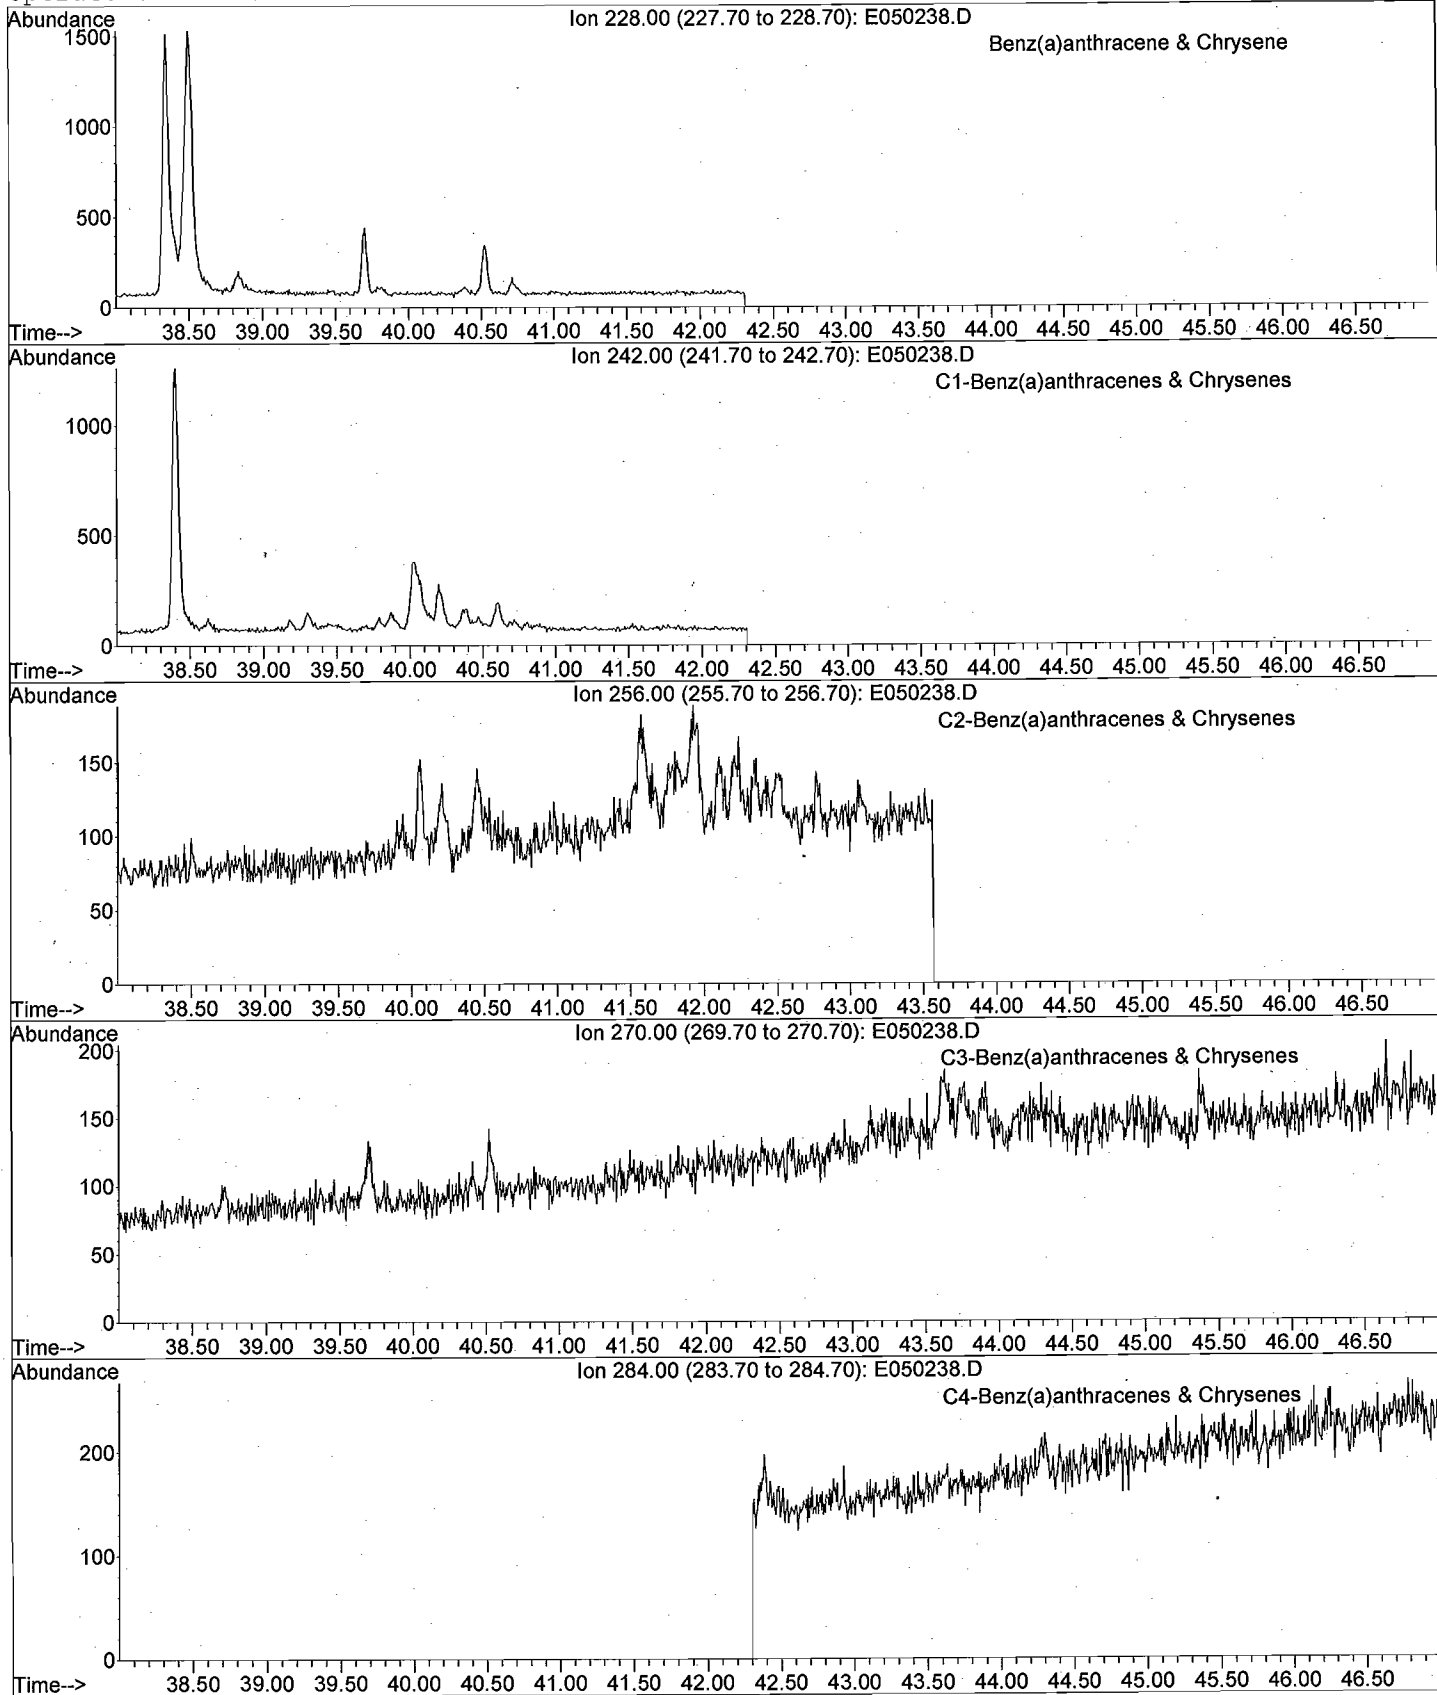 Abundance
Ion 228.00 (227.70 to 228.70): E050238.D
Benz(a)anthracene & Chrysene
1500
1000
500
0
Time--> 38.50 39.00 39.50 40.00 40.50 41.00 41.50 42.00 42.50 43.00 43.50 44.00 44.50 45.00 45.50 46.00 46.50
Abundance
Ion 242.00 (241.70 to 242.70): E050238.D
C1-Benz(a)anthracenes & Chrysenes
1000
500
0
Time--> 38.50 39.00 39.50 40.00 40.50 41.00 41.50 42.00 42.50 43.00 43.50 44.00 44.50 45.00 45.50 46.00 46.50
Abundance
Ion 256.00 (255.70 to 256.70): E050238.D
C2-Benz(a)anthracenes & Chrysenes
150
100
50
0
Time--> 38.50 39.00 39.50 40.00 40.50 41.00 41.50 42.00 42.50 43.00 43.50 44.00 44.50 45.00 45.50 46.00 46.50
Abundance
Ion 270.00 (269.70 to 270.70): E050238.D
200
C3-Benz(a)anthracenes & Chrysenes
150
100
50
0
Time--> 38.50 39.00 39.50 40.00 40.50 41.00 41.50 42.00 42.50 43.00 43.50 44.00 44.50 45.00 45.50 46.00 46.50
Abundance
Ion 284.00 (283.70 to 284.70): E050238.D
C4-Benz(a)anthracenes & Chrysenes
200
100
0
Time--> 38.50 39.00 39.50 40.00 40.50 41.00 41.50 42.00 42.50 43.00 43.50 44.00 44.50 45.00 45.50 46.00 46.50